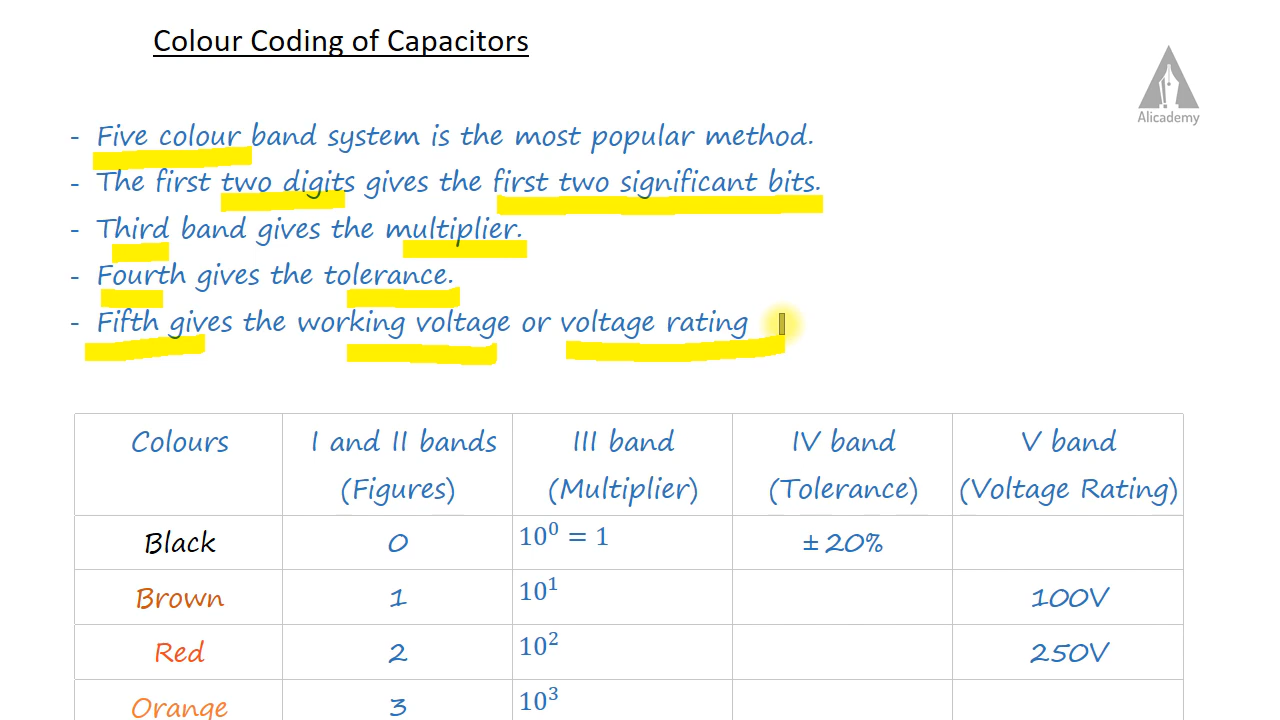 Colour Coding of Capacitors
Alicademy
- Five colour band system is the most popular method.
- The first two digits gives the first two significant bits.
- Third band gives the multiplier.
- Fourth gives the tolerance.
- Fifth gives the working voltage or voltage rating
Colours I and II bands (Figures) III band (Multiplier) IV band (Tolerance) V band (Voltage Rating)
Black 0 10⁰ = 1 ± 20%
Brown 1 10¹ 100V
Red 2 10² 250V
Orange 3 10³